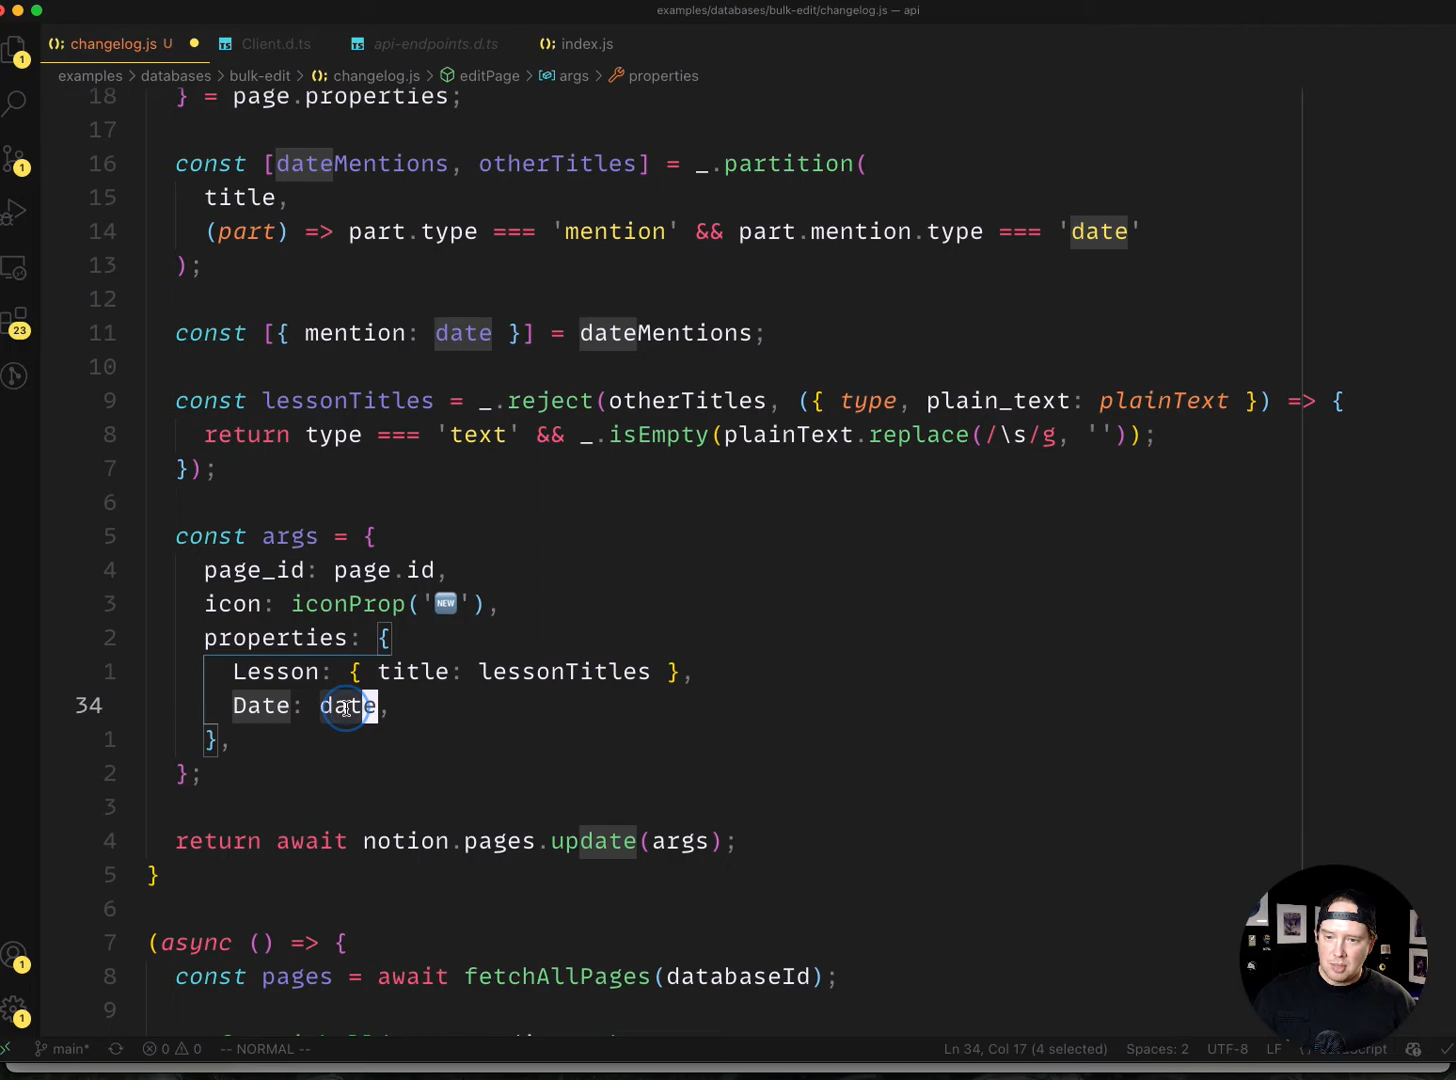 examples/databases/bulk-edit/changelog.js — api
changelog.js U
Client.d.ts
api-endpoints.d.ts
index.js
examples > databases > bulk-edit > changelog.js > editPage > args > properties
18 } = page.properties;
17
16 const [dateMentions, otherTitles] = _.partition(
15 title,
14 (part) => part.type === 'mention' && part.mention.type === 'date'
13 );
12
11 const [{ mention: date }] = dateMentions;
10
9 const lessonTitles = _.reject(otherTitles, ({ type, plain_text: plainText }) => {
8 return type === 'text' && _.isEmpty(plainText.replace(/\s/g, ''));
7 });
6
5 const args = {
4 page_id: page.id,
3 icon: iconProp('🆕'),
2 properties: {
1 Lesson: { title: lessonTitles },
34 Date: date,
1 },
2 };
3
4 return await notion.pages.update(args);
5 }
6
7 (async () => {
8 const pages = await fetchAllPages(databaseId);
9
1
1
23
1
1
main* 0 0 -- NORMAL -- Ln 34, Col 17 (4 selected) Spaces: 2 UTF-8 LF